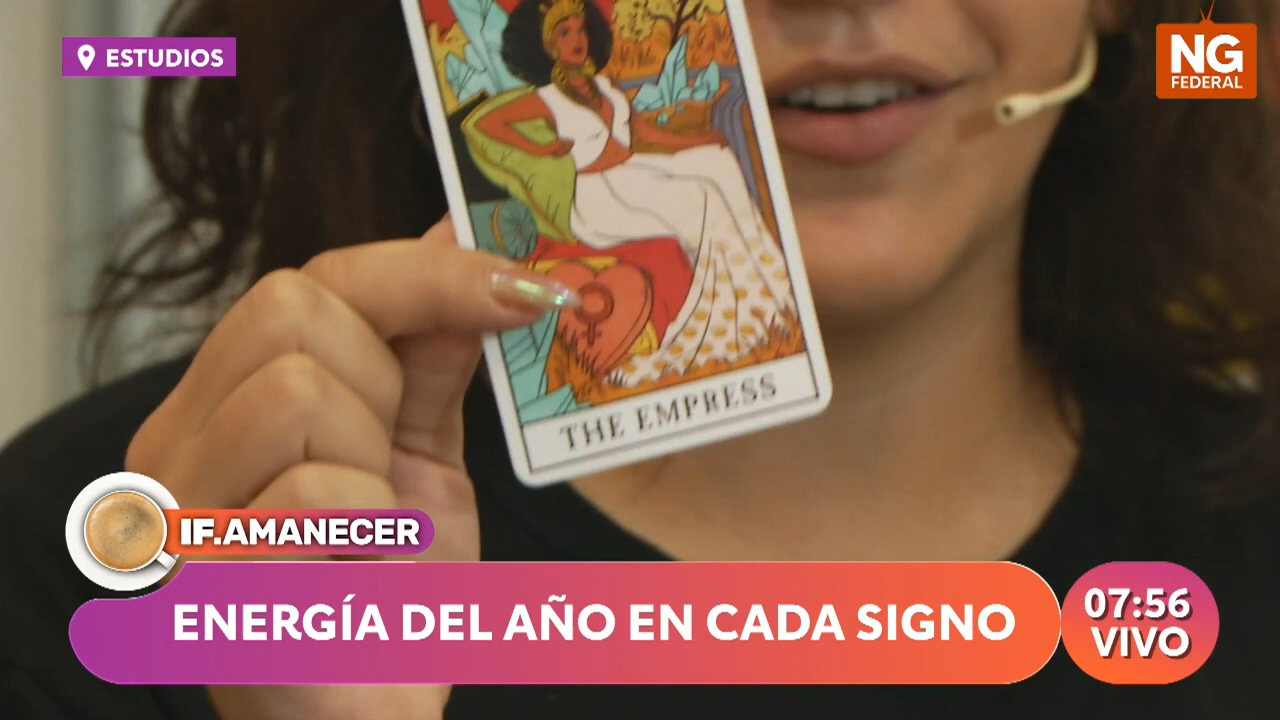 ESTUDIOS
NG
FEDERAL
THE EMPRESS
IF.AMANECER
ENERGÍA DEL AÑO EN CADA SIGNO
07:56
VIVO